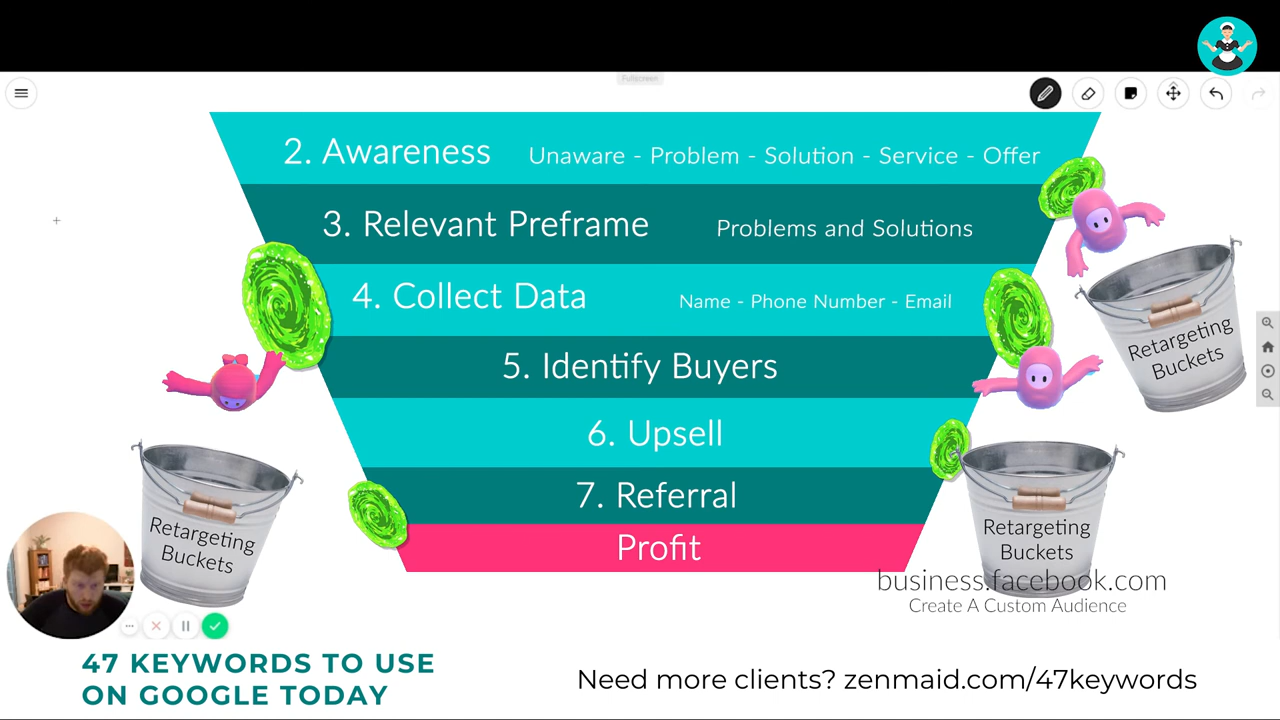 Fullscreen
2. Awareness Unaware - Problem - Solution - Service - Offer
3. Relevant Preframe Problems and Solutions
4. Collect Data Name - Phone Number - Email
5. Identify Buyers
6. Upsell
7. Referral
Profit
Retargeting
Buckets
Retargeting
Buckets
Retargeting
Buckets
business.facebook.com
Create A Custom Audience
47 KEYWORDS TO USE
ON GOOGLE TODAY
Need more clients? zenmaid.com/47keywords